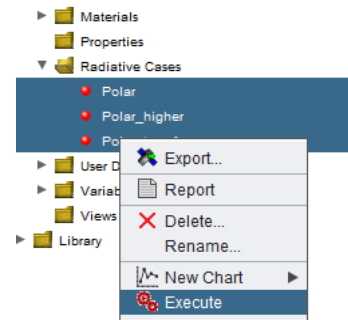 Materials
Properties
Radiative Cases
Polar
Polar_higher
User D
Export...
Variab
Report
Views
Delete...
Library
Rename...
New Chart
Execute